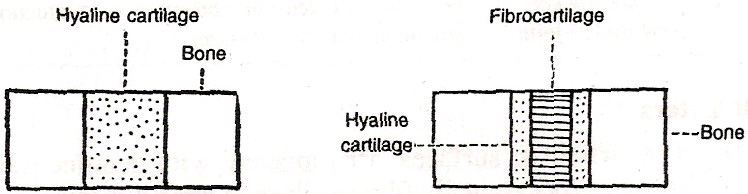 Hyaline cartilage
Bone
Fibrocartilage
Hyaline
cartilage
Bone